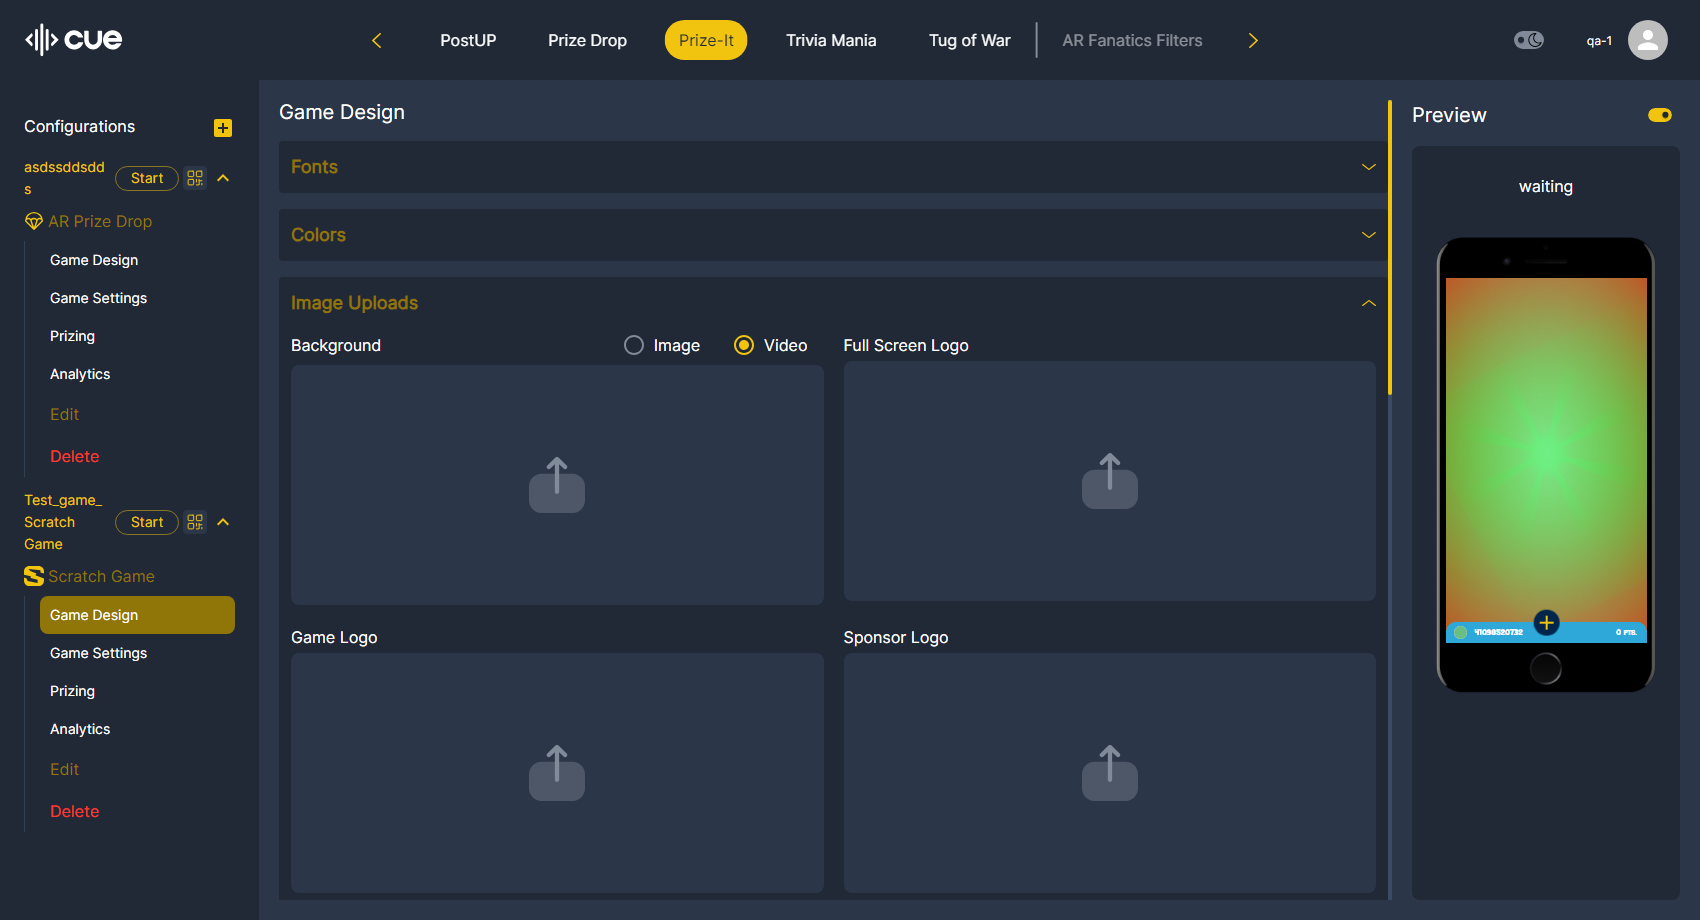 cue
PostUP
Prize Drop
Prize-It
Trivia Mania
Tug of War
AR Fanatics Filters
qa-1
Configurations
asdssddsdd
s
Start
AR Prize Drop
Game Design
Game Settings
Prizing
Analytics
Edit
Delete
Test_game_
Scratch
Game
Start
Scratch Game
Game Design
Game Settings
Prizing
Analytics
Edit
Delete
Game Design
Fonts
Colors
Image Uploads
Background
Image
Video
Full Screen Logo
Game Logo
Sponsor Logo
Preview
waiting
41098520732
0 PTS.